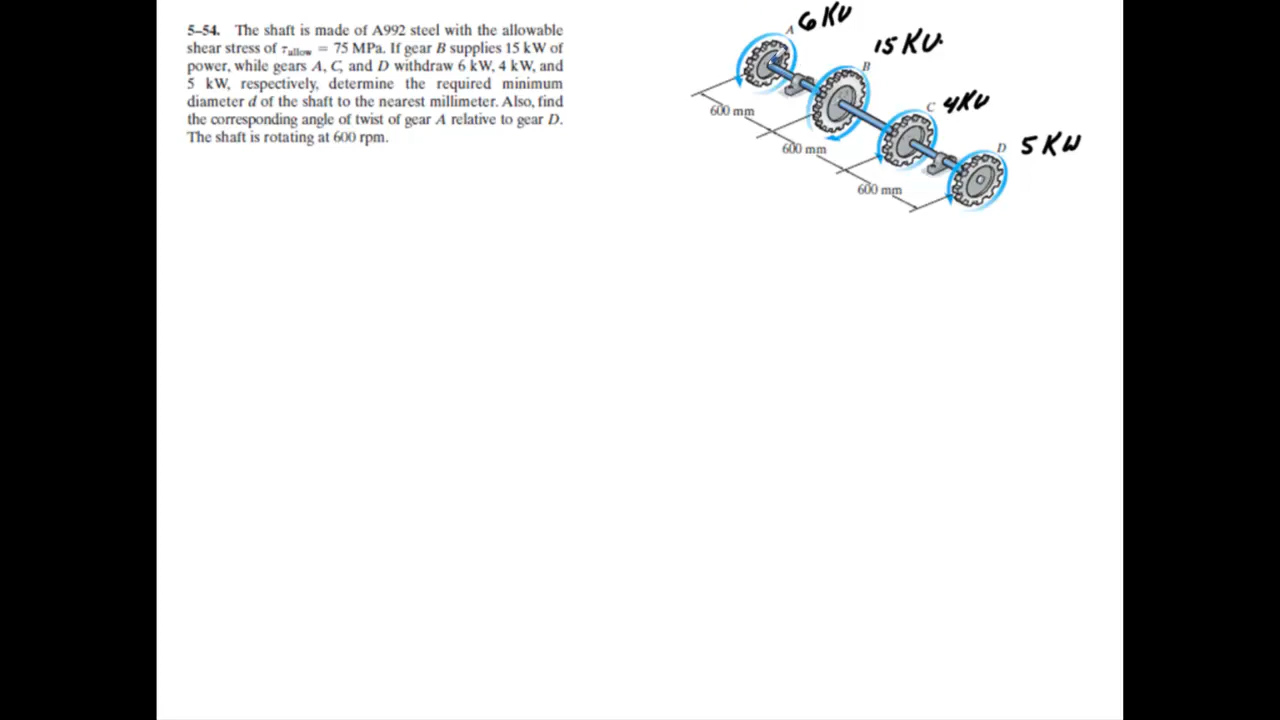 5–54. The shaft is made of A992 steel with the allowable
shear stress of τallow = 75 MPa. If gear B supplies 15 kW of
power, while gears A, C, and D withdraw 6 kW, 4 kW, and
5 kW, respectively, determine the required minimum
diameter d of the shaft to the nearest millimeter. Also, find
the corresponding angle of twist of gear A relative to gear D.
The shaft is rotating at 600 rpm.
A 6 KW
B 15 KW
C 4 KW
D 5 KW
600 mm
600 mm
600 mm